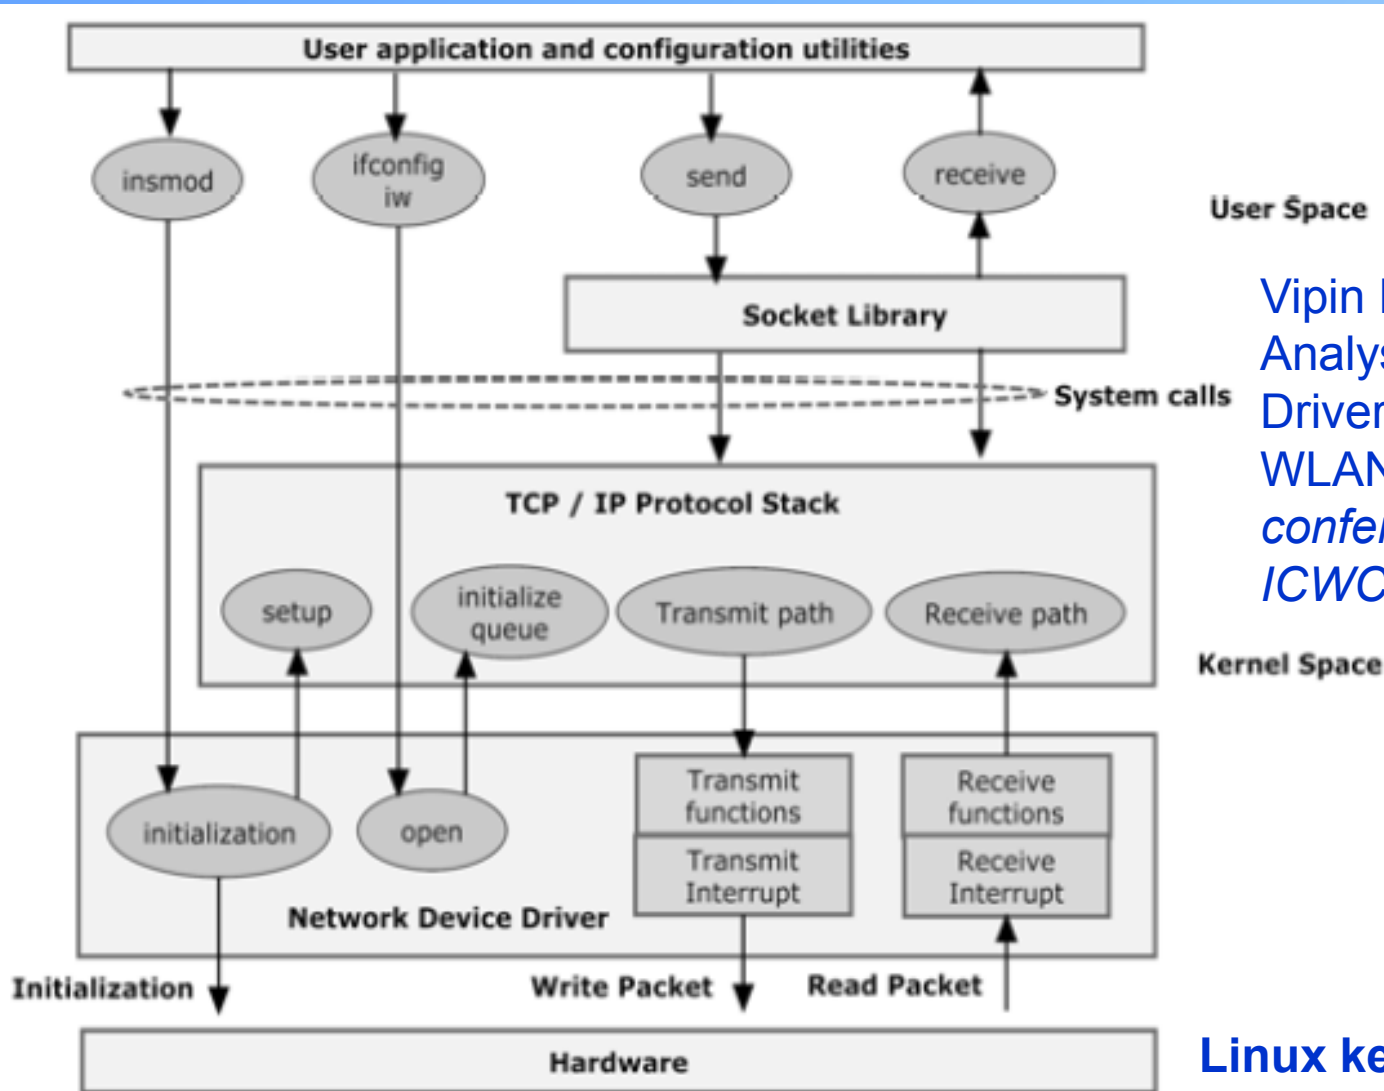 User application and configuration utilities
insmod
ifconfig
iw
send
receive
User Space
Socket Library
Vipin
Analys
Driver
WLAN
confer
ICWC
System calls
TCP / IP Protocol Stack
setup
initialize
queue
Transmit path
Receive path
Kernel Space
Transmit
functions
Receive
functions
initialization
open
Transmit
Interrupt
Receive
Interrupt
Network Device Driver
Initialization
Write Packet
Read Packet
Hardware
Linux ke